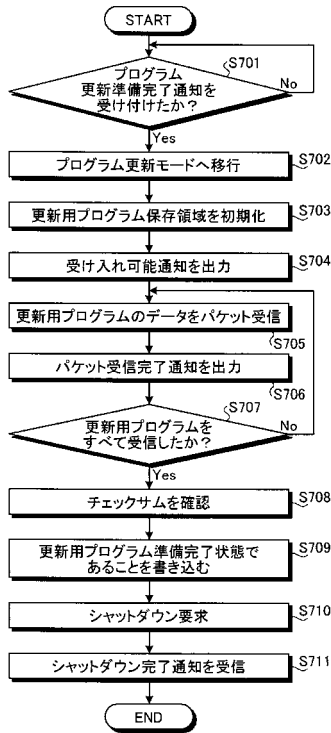 START
プログラム
更新準備完了通知を
受け付けたか?
S701
No
Yes
プログラム更新モードへ移行
S702
更新用プログラム保存領域を初期化
S703
受け入れ可能通知を出力
S704
更新用プログラムのデータをパケット受信
S705
パケット受信完了通知を出力
S706
更新用プログラムを
すべて受信したか?
S707
No
Yes
チェックサムを確認
S708
更新用プログラム準備完了状態で
あることを書き込む
S709
シャットダウン要求
S710
シャットダウン完了通知を受信
S711
END